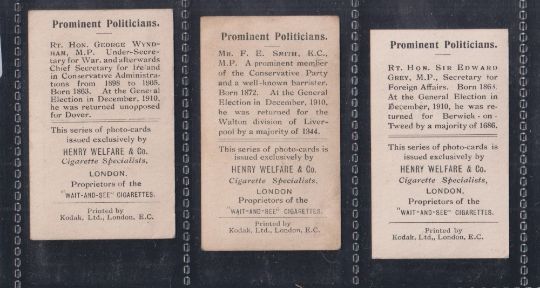 Prominent Politicians.
RT. HON. GEORGE WYND-
HAM, M.P. Under-Secre-
tary for War, and afterwards
Chief Secretary for Ireland
in Conservative Administra-
tions from 1898 to 1905.
Born 1863. At the General
Election in December, 1910,
he was returned unopposed
for Dover.
This series of photo-cards
issued exclusively by
HENRY WELFARE & Co.
Cigarette Specialists,
LONDON.
Proprietors of the
"WAIT-AND-SEE" CIGARETTES.
Printed by
Kodak, Ltd., London, E.C.
Prominent Politicians.
MR. F. E. SMITH, K.C.,
M.P. A prominent member
of the Conservative Party
and a well-known barrister.
Born 1872. At the General
Election in December, 1910,
he was returned for the
Walton division of Liver-
pool by a majority of 1344.
This series of photo-cards is
issued exclusively by
HENRY WELFARE & Co.
Cigarette Specialists,
LONDON
Proprietors of the
"WAIT-AND-SEE" CIGARETTES.
Printed by
Kodak, Ltd., London, E.C.
Prominent Politicians.
RT. HON. SIR EDWARD
GREY, M.P., Secretary for
Foreign Affairs. Born 1863.
At the General Election in
December, 1910, he was re-
turned for Berwick-on-
Tweed by a majority of 1686.
This series of photo-cards is
issued exclusively by
HENRY WELFARE & Co.
Cigarette Specialists,
LONDON.
Proprietors of the
"WAIT-AND-SEE" CIGARETTES.
Printed by
Kodak, Ltd., London, E.C.